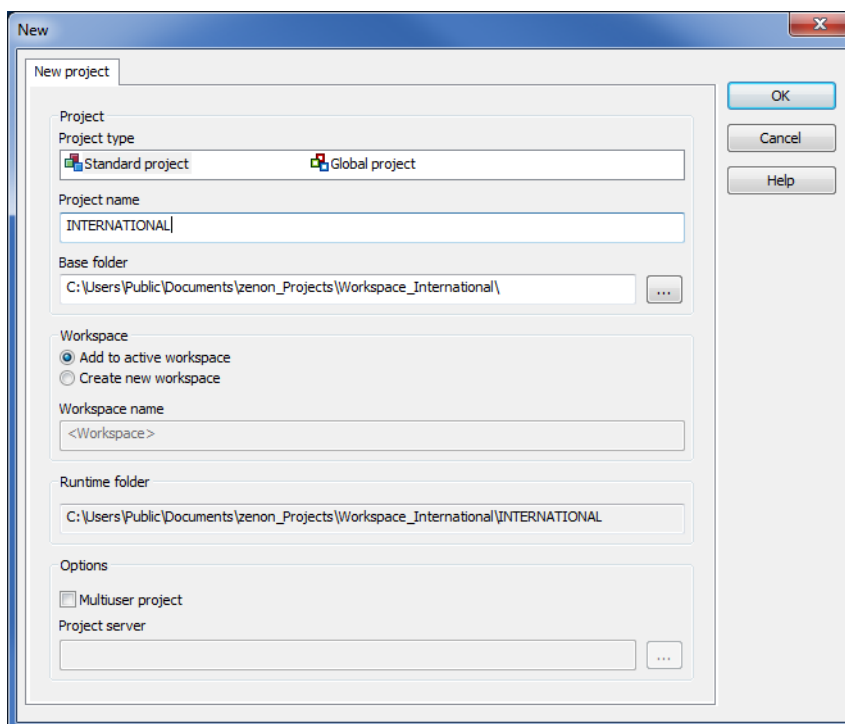 New
New project
OK
Cancel
Help
Project
Project type
Standard project Global project
Project name
INTERNATIONAL
Base folder
C:\Users\Public\Documents\zenon_Projects\Workspace_International\
...
Workspace
Add to active workspace
Create new workspace
Workspace name
<Workspace>
Runtime folder
C:\Users\Public\Documents\zenon_Projects\Workspace_International\INTERNATIONAL
Options
Multiuser project
Project server
...